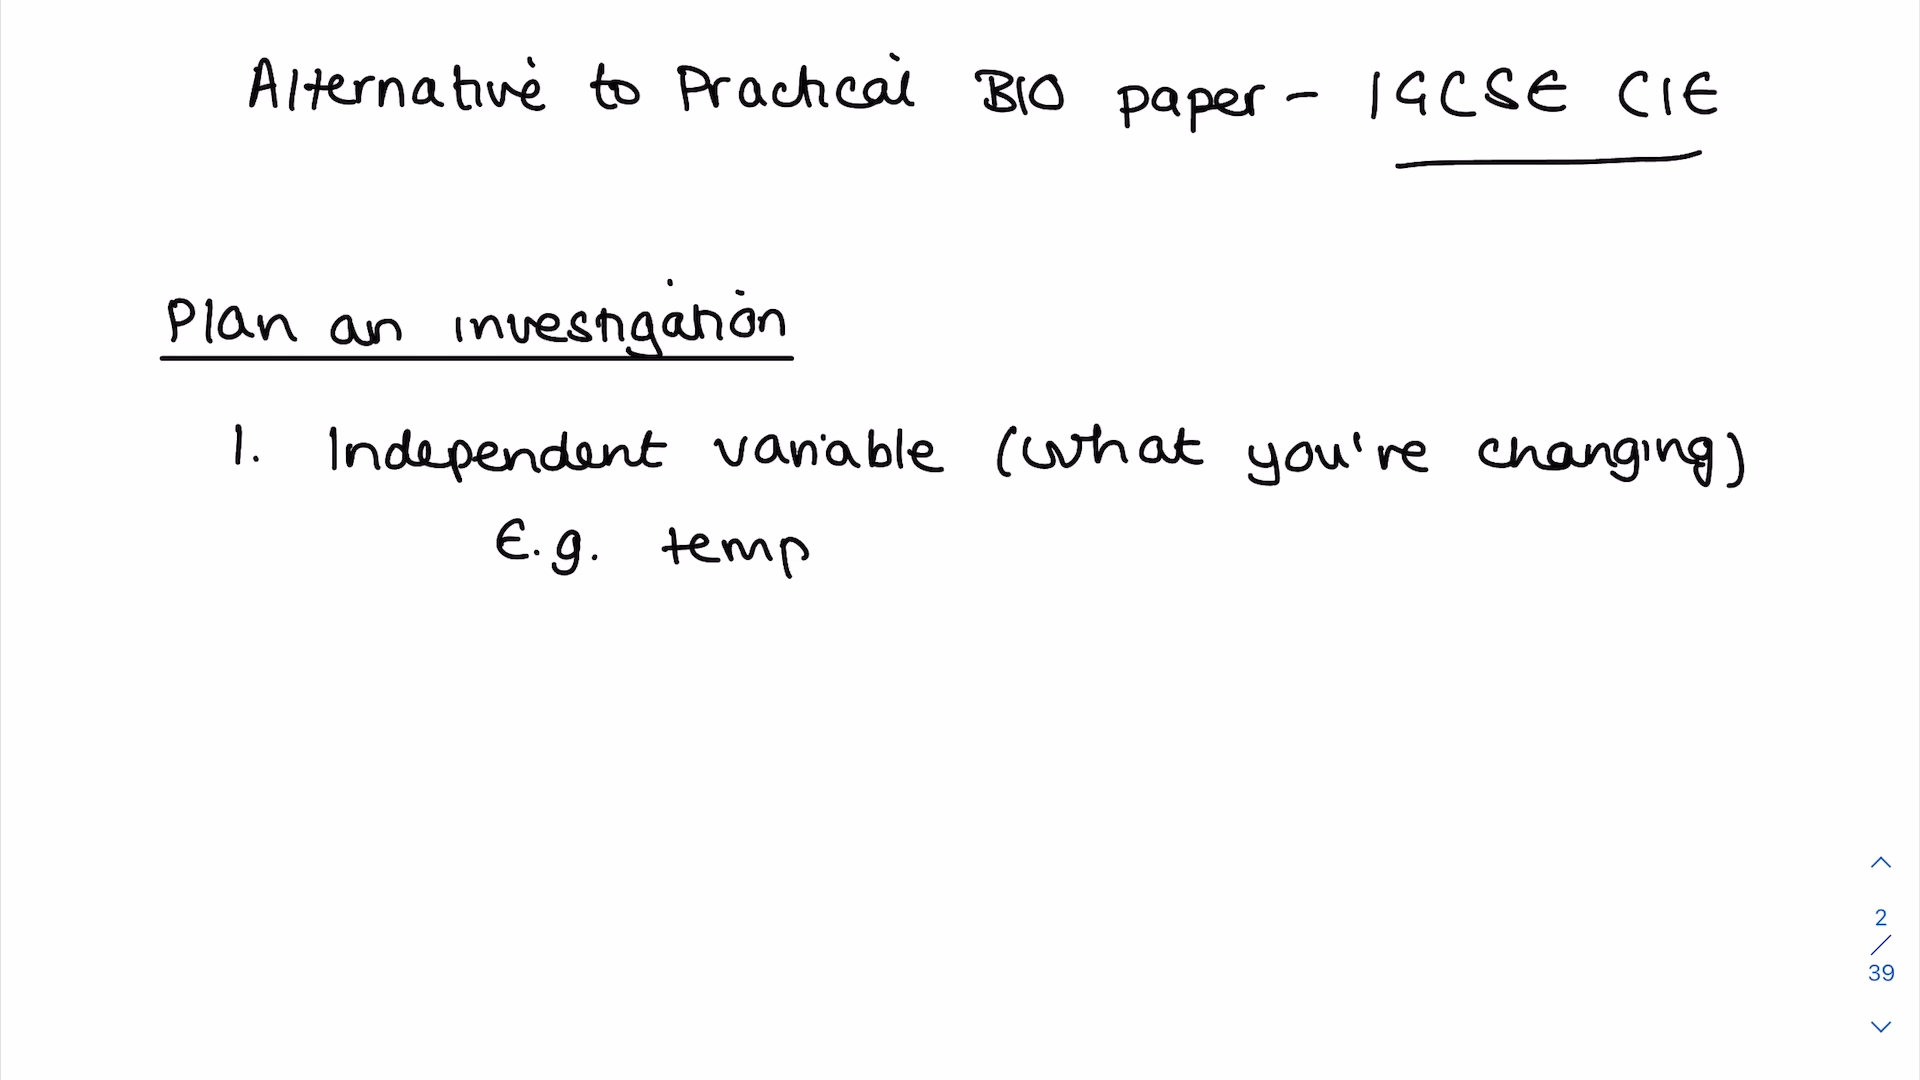 Alternative to Practical BIO paper - IGCSE CIE
Plan an investigation
1. Independent variable (what you're changing)
E.g. temp
2
/
39